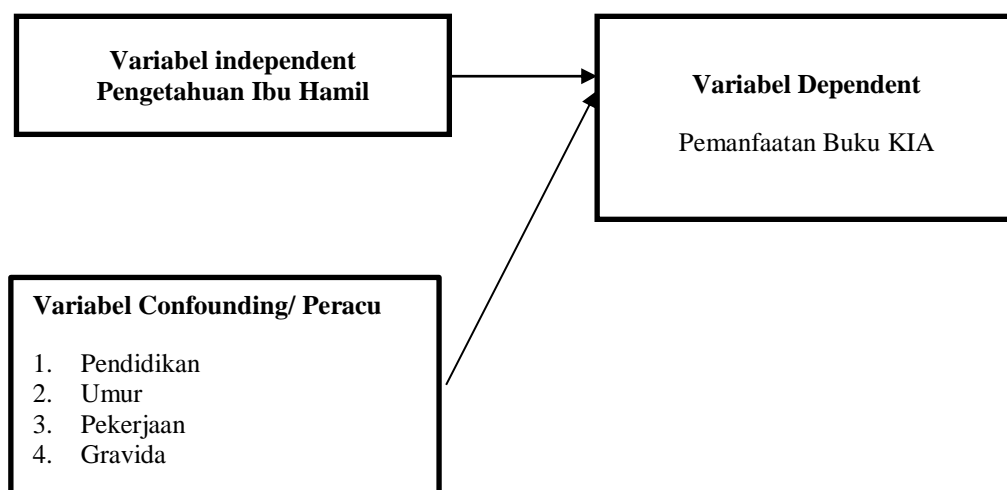 Variabel independent
Pengetahuan Ibu Hamil
Variabel Dependent
Pemanfaatan Buku KIA
Variabel Confounding/ Peracu
1. Pendidikan
2. Umur
3. Pekerjaan
4. Gravida